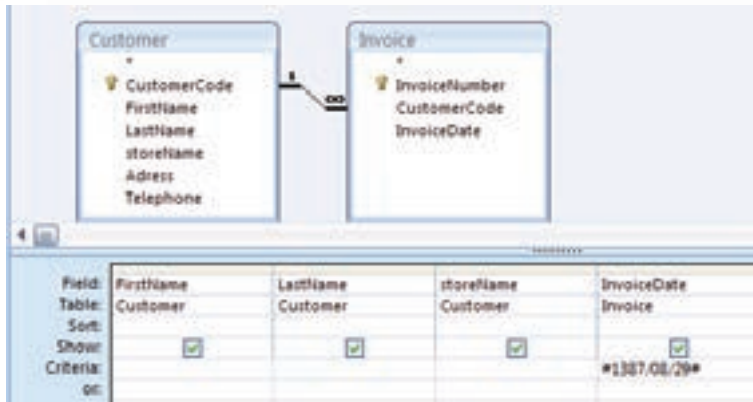 Customer
*
CustomerCode
FirstName
LastName
storeName
Adress
Telephone
1
∞
Invoice
*
InvoiceNumber
CustomerCode
InvoiceDate
Field: FirstName LastName storeName InvoiceDate
Table: Customer Customer Customer Invoice
Sort:
Show:
Criteria: #1387/08/29#
or: